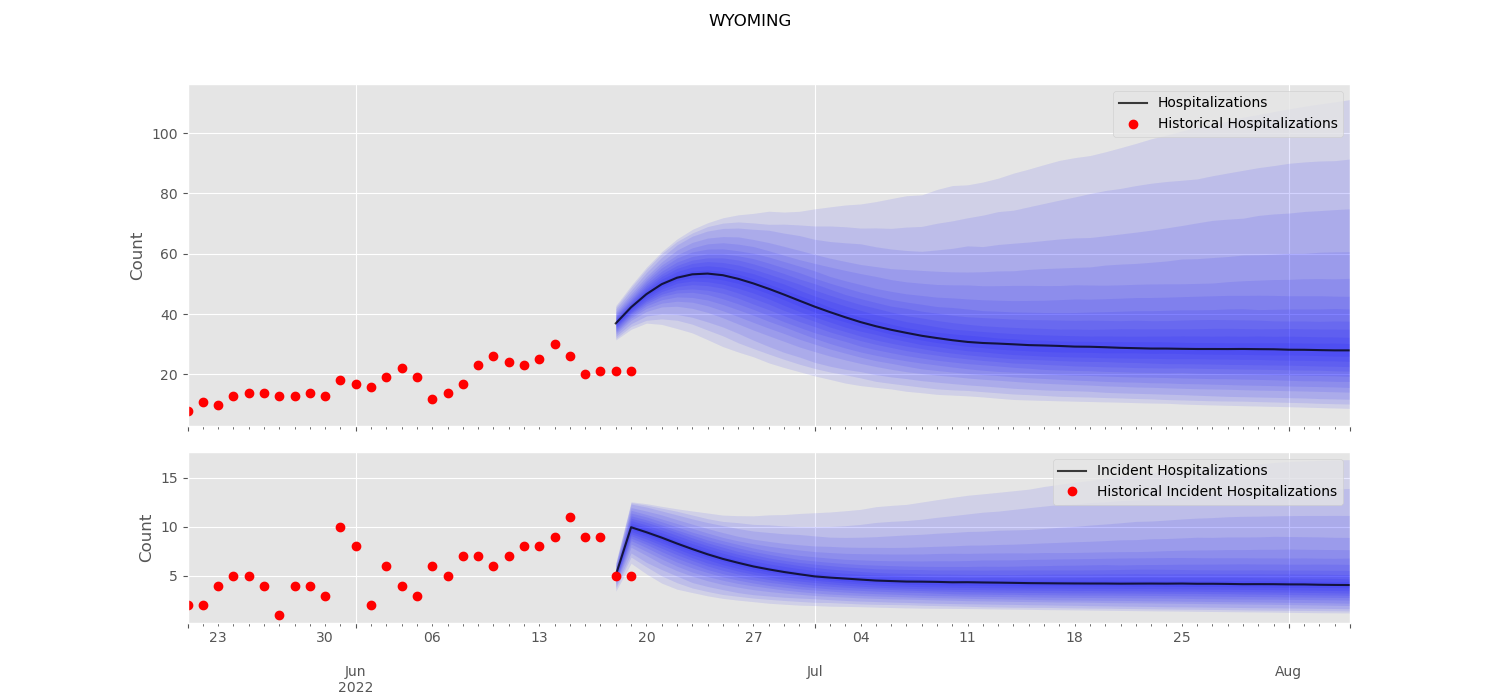 WYOMING
Hospitalizations
Historical Hospitalizations
100
80
60
40
20
Count
Incident Hospitalizations
Historical Incident Hospitalizations
15
10
5
Count
23 30 06 13 20 27 04 11 18 25
Jun Jul Aug
2022